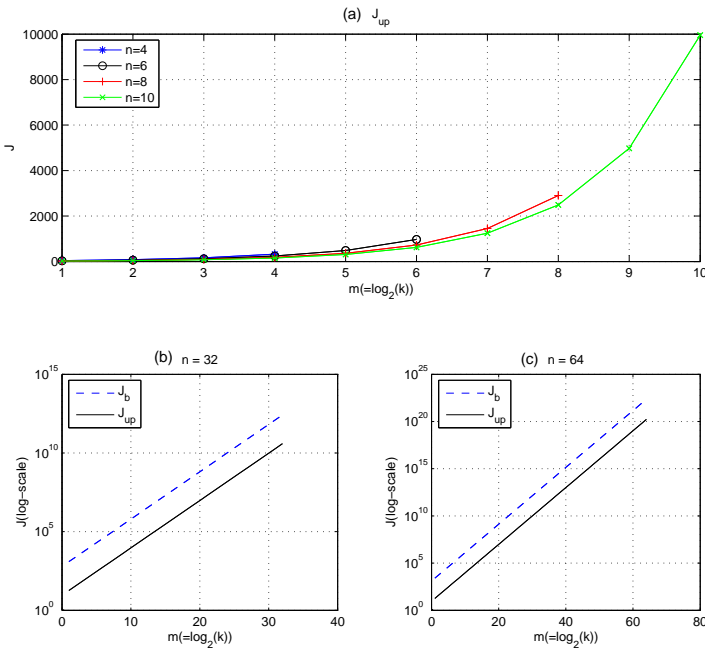 (a) J_up
10000
8000
6000
4000
2000
0
J
n=4
n=6
n=8
n=10
1 2 3 4 5 6 7 8 9 10
m(=log_2(k))
(b) n = 32
10^15
10^10
10^5
10^0
J(log-scale)
J_b
J_up
0 10 20 30 40
m(=log_2(k))
(c) n = 64
10^25
10^20
10^15
10^10
10^5
10^0
J(log-scale)
J_b
J_up
0 20 40 60 80
m(=log_2(k))